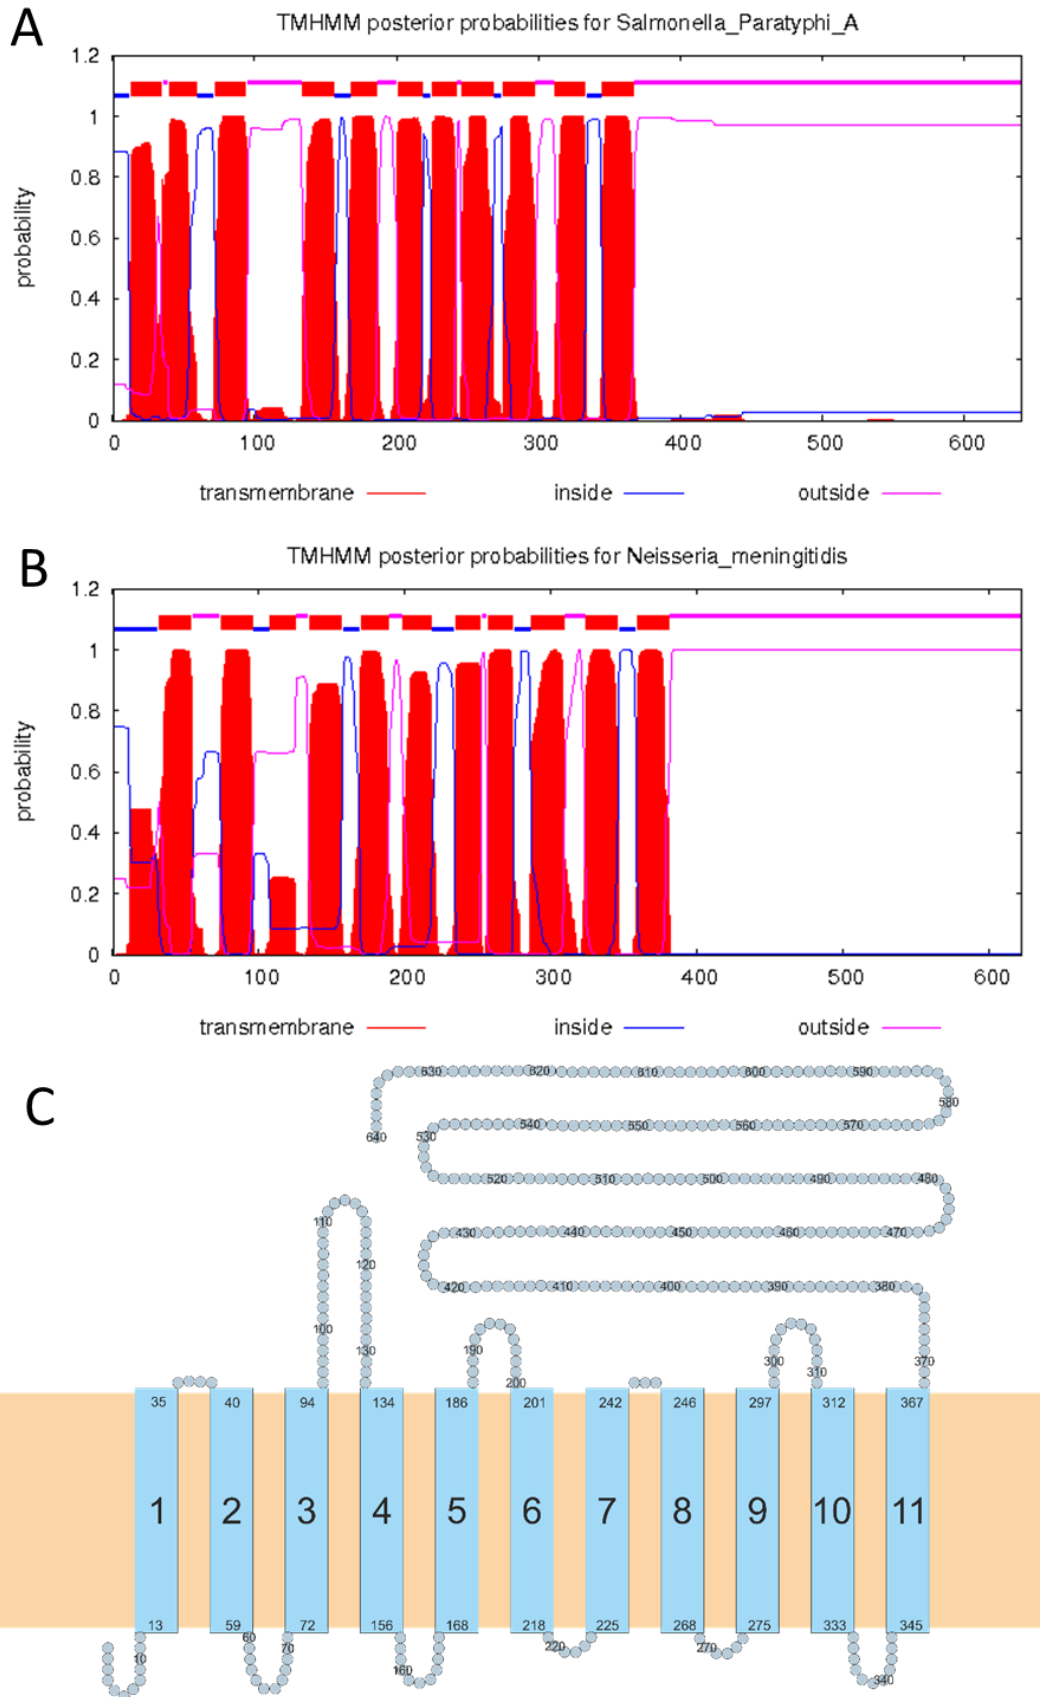 A
TMHMM posterior probabilities for Salmonella_Paratyphi_A
1.2
1
0.8
0.6
0.4
0.2
0
probability
0 100 200 300 400 500 600
transmembrane inside outside
B
TMHMM posterior probabilities for Neisseria_meningitidis
1.2
1
0.8
0.6
0.4
0.2
0
probability
0 100 200 300 400 500 600
transmembrane inside outside
C
630 620 610 600 590
580
640 530 540 550 560 570
520 510 500 490 480
110 430 440 450 460 470
120
420 410 400 390 380
100
130 190 300 370
200 310
35 40 94 134 186 201 242 246 297 312 367
1 2 3 4 5 6 7 8 9 10 11
13 59 72 156 168 218 225 268 275 333 345
10 60 70 160 220 270 340